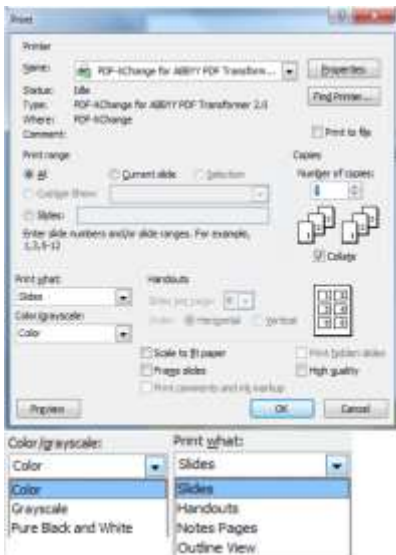 Print
Printer
Name: PDF-XChange for ABBYY PDF Transform... Properties
Status: Idle Find Printer...
Type: PDF-XChange for ABBYY PDF Transformer 2.0
Where: PDF-XChange
Comment: Print to file
Print range Copies
All Current slide Selection Number of copies:
Custom Show: 1
Slides:
Enter slide numbers and/or slide ranges. For example,
1,3,5-12
Collate
Print what: Handouts
Slides Slides per page: 6
Color/grayscale: Order: Horizontal Vertical
Color
Scale to fit paper Print hidden slides
Frame slides High quality
Print comments and ink markup
Preview OK Cancel
Color/grayscale: Print what:
Color Slides
Color Slides
Grayscale Handouts
Pure Black and White Notes Pages
Outline View